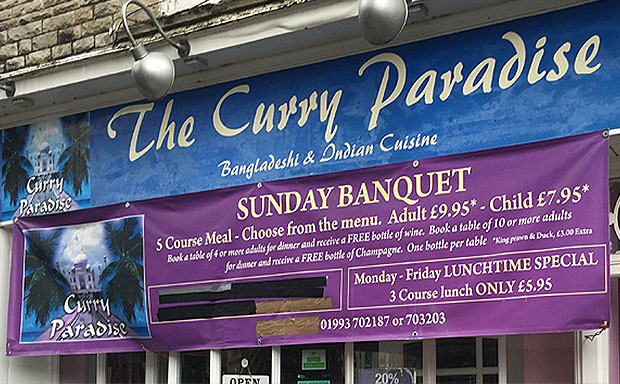 The Curry Paradise
Bangladeshi & Indian Cuisine
Curry
Paradise
SUNDAY BANQUET
5 Course Meal - Choose from the menu. Adult £9.95* - Child £7.95*
Book a table of 4 or more adults for dinner and receive a FREE bottle of wine. Book a table of 10 or more adults
for dinner and receive a FREE bottle of Champagne. One bottle per table *King prawn & Duck, £3.00 Extra
Curry
Paradise
Monday - Friday LUNCHTIME SPECIAL
3 Course lunch ONLY £5.95
01993 702187 or 703203
OPEN
20%